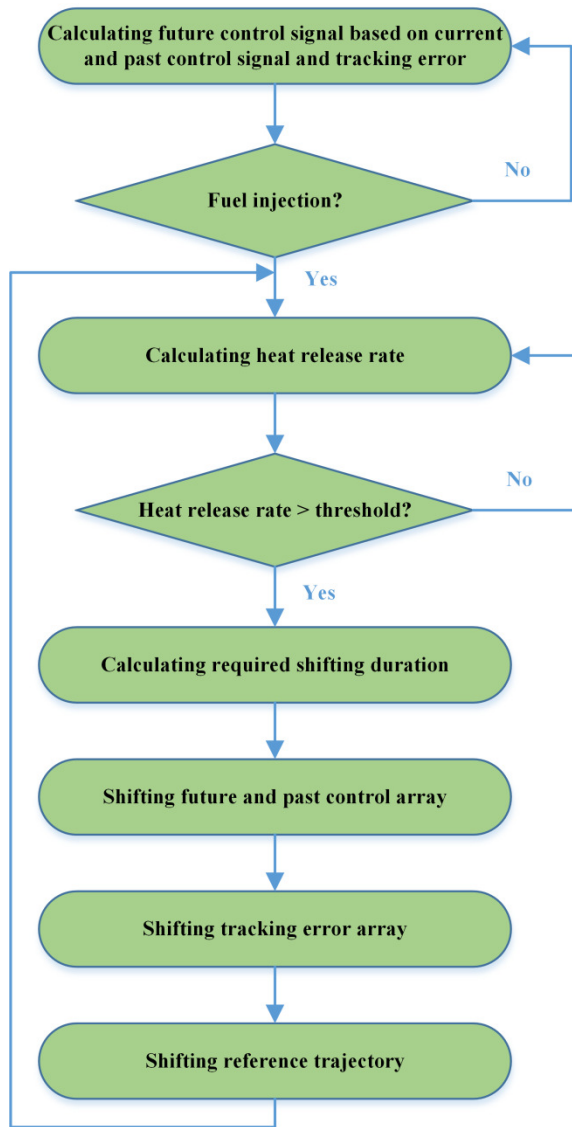 Calculating future control signal based on current
and past control signal and tracking error
No
Fuel injection?
Yes
Calculating heat release rate
No
Heat release rate > threshold?
Yes
Calculating required shifting duration
Shifting future and past control array
Shifting tracking error array
Shifting reference trajectory